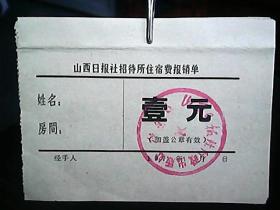 山西日报社招待所住宿费报销单
姓名：
壹 元
房间：
（加盖公章有效）
经手人
月 日